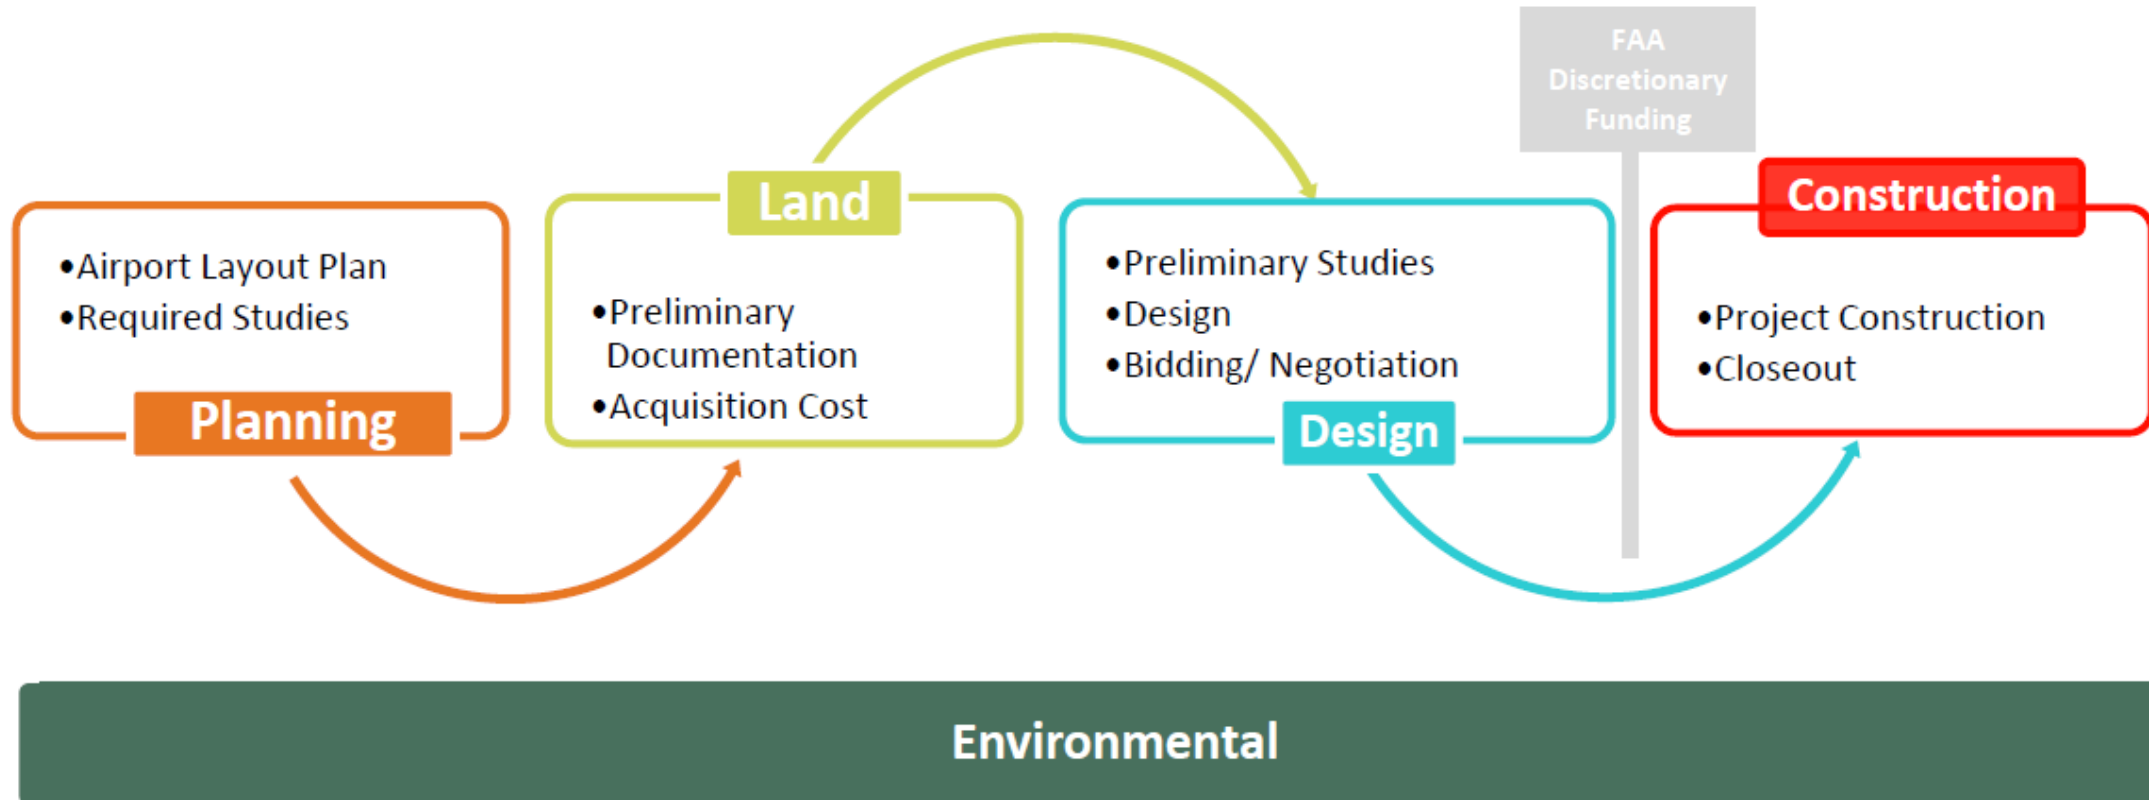 FAA
Discretionary
Funding
•Airport Layout Plan
•Required Studies
Planning
Land
•Preliminary
Documentation
•Acquisition Cost
•Preliminary Studies
•Design
•Bidding/ Negotiation
Design
Construction
•Project Construction
•Closeout
Environmental